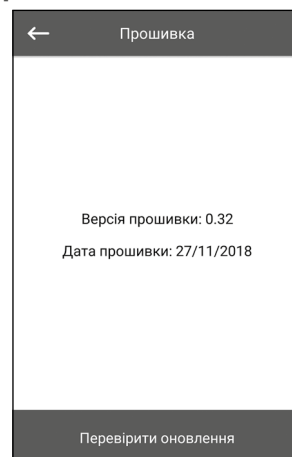 Прошивка
Версія прошивки: 0.32
Дата прошивки: 27/11/2018
Перевірити оновлення